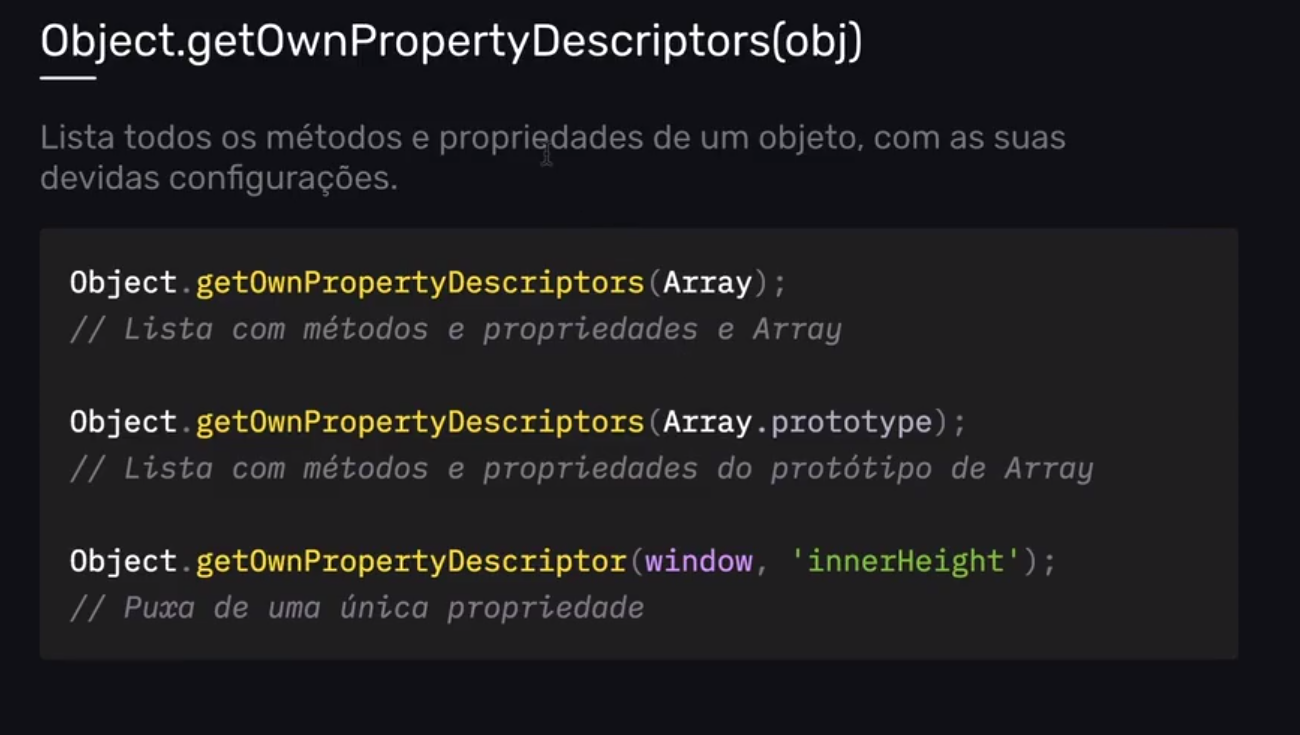 Object.getOwnPropertyDescriptors(obj)
Lista todos os métodos e propriedades de um objeto, com as suas
devidas configurações.
Object.getOwnPropertyDescriptors(Array);
// Lista com métodos e propriedades e Array
Object.getOwnPropertyDescriptors(Array.prototype);
// Lista com métodos e propriedades do protótipo de Array
Object.getOwnPropertyDescriptor(window, 'innerHeight');
// Puxa de uma única propriedade